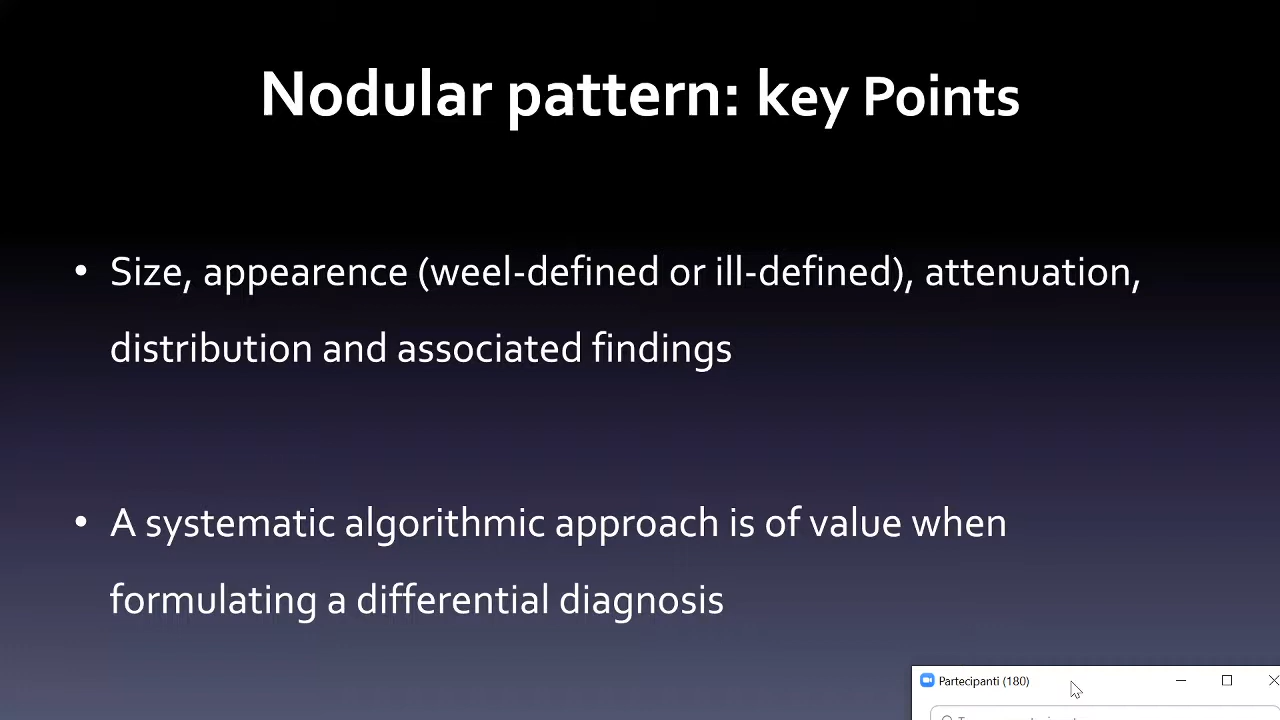 Nodular pattern: key Points
• Size, appearence (weel-defined or ill-defined), attenuation,
distribution and associated findings
• A systematic algorithmic approach is of value when
formulating a differential diagnosis
Partecipanti (180)